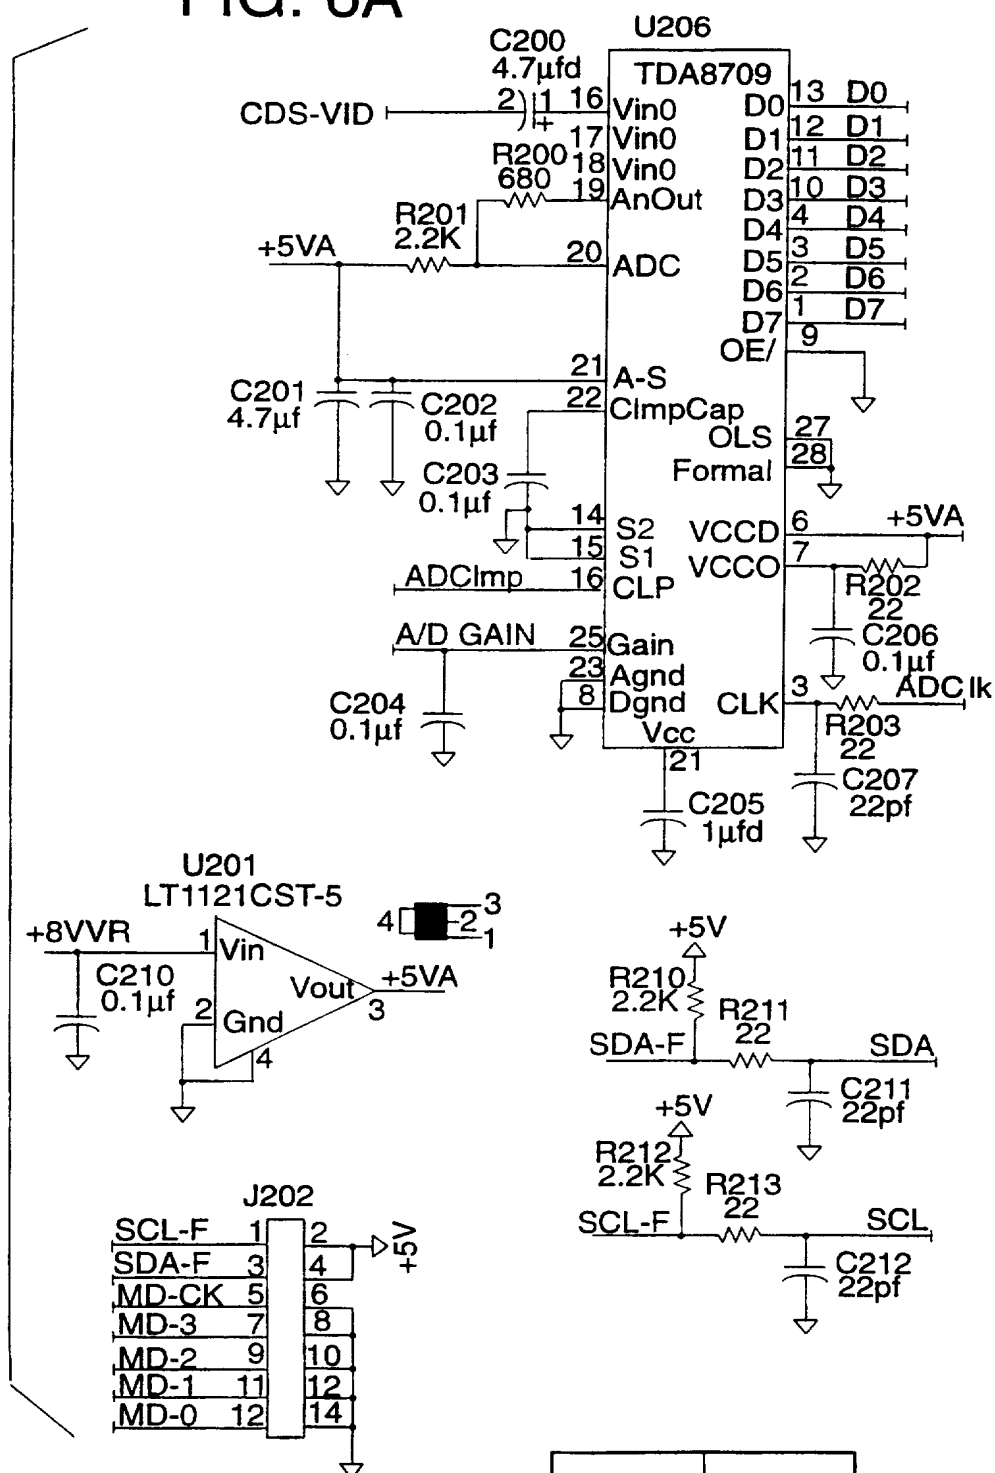 FIG. 6A
U206
TDA8709
C200
4.7µfd
CDS-VID
2
1
+
16
Vin0
17
Vin0
18
Vin0
R200
680
19
AnOut
R201
2.2K
+5VA
20
ADC
21
A-S
C201
4.7µf
C202
0.1µf
22
ClmpCap
C203
0.1µf
14
S2
15
S1
ADClmp
16
CLP
A/D GAIN
25
Gain
23
Agnd
8
Dgnd
C204
0.1µf
Vcc
21
C205
1µfd
D0
13
D0
D1
12
D1
D2
11
D2
D3
10
D3
D4
4
D4
D5
3
D5
D6
2
D6
D7
1
D7
OE/
9
OLS
27
Formal
28
VCCD
6
+5VA
VCCO
7
R202
22
C206
0.1µf
CLK
3
ADClk
R203
22
C207
22pf
U201
LT1121CST-5
+8VVR
1
Vin
C210
0.1µf
Vout
+5VA
3
2
Gnd
4
4
3
2
1
+5V
R210
2.2K
R211
22
SDA-F
SDA
C211
22pf
+5V
R212
2.2K
R213
22
SCL-F
SCL
C212
22pf
J202
SCL-F 1 2
SDA-F 3 4
+5V
MD-CK 5 6
MD-3 7 8
MD-2 9 10
MD-1 11 12
MD-0 12 14